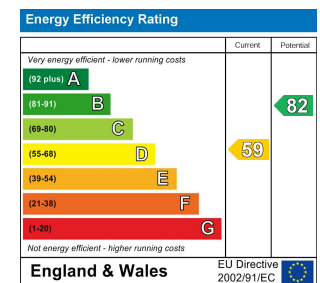 Energy Efficiency Rating
Current Potential
Very energy efficient - lower running costs
(92 plus) A
(81-91) B
82
(69-80) C
(55-68) D
59
(39-54) E
(21-38) F
(1-20) G
Not energy efficient - higher running costs
England & Wales
EU Directive
2002/91/EC